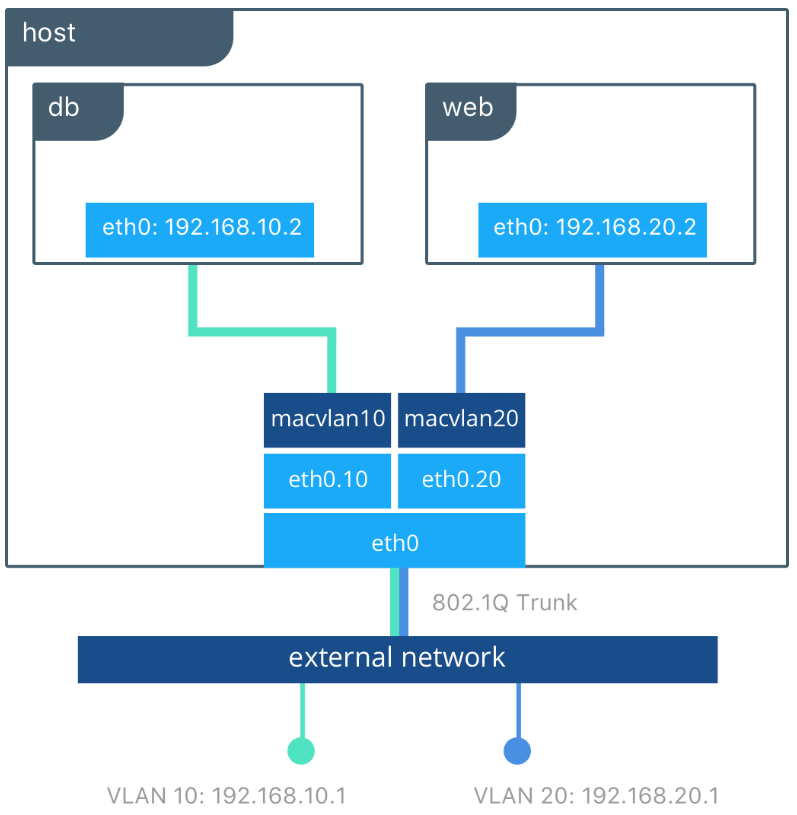 host
db
web
eth0: 192.168.10.2
eth0: 192.168.20.2
macvlan10
macvlan20
eth0.10
eth0.20
eth0
802.1Q Trunk
external network
VLAN 10: 192.168.10.1
VLAN 20: 192.168.20.1